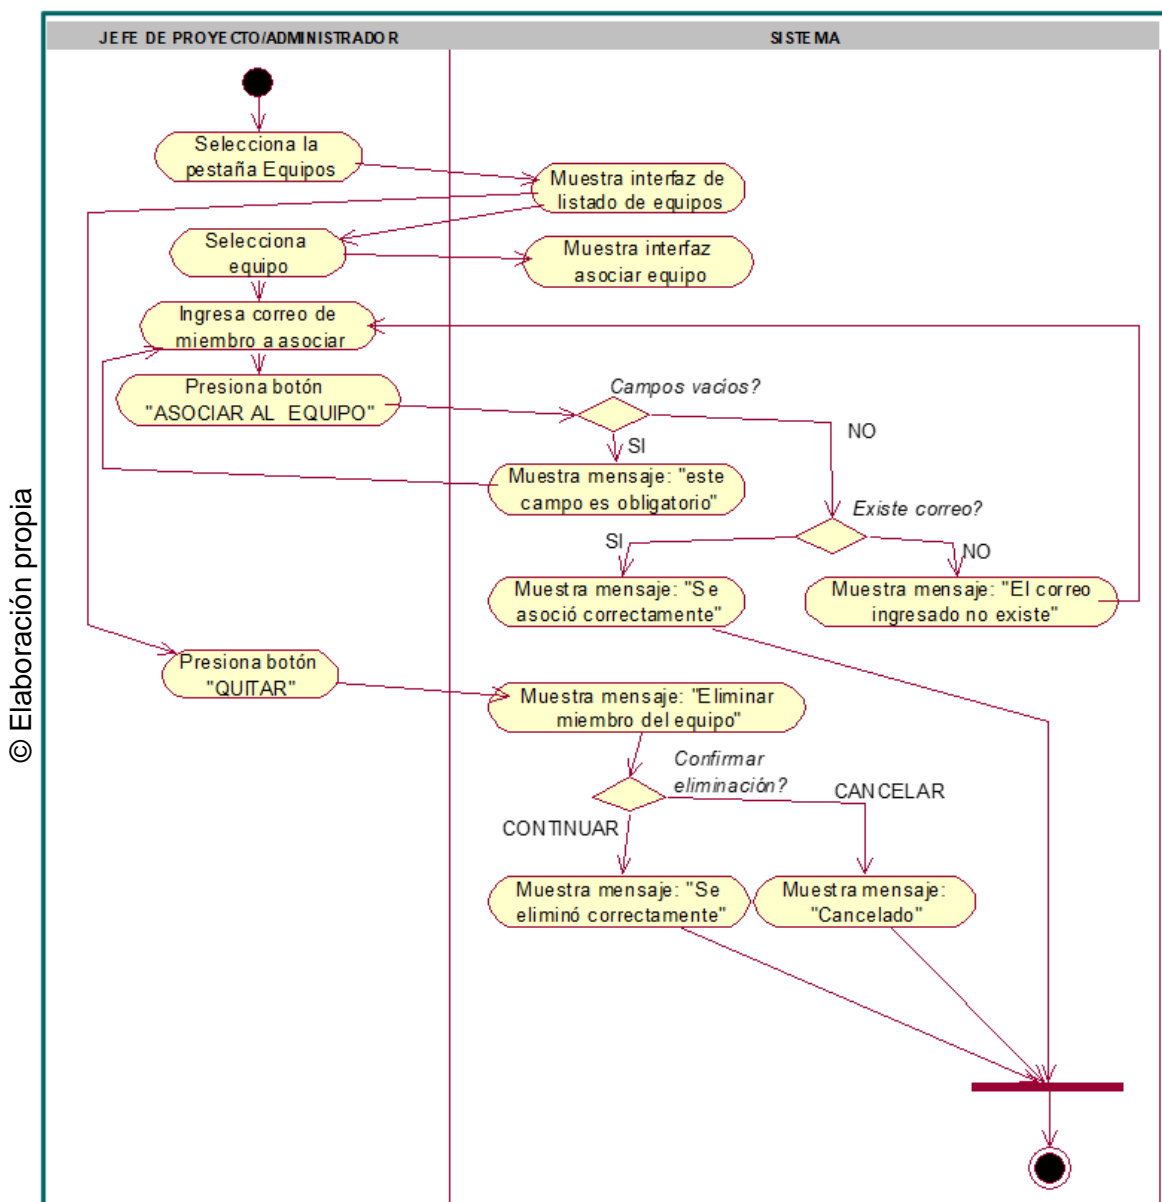 JEFE DE PROYECTO/ADMINISTRADOR
SISTEMA
Selecciona la
pestaña Equipos
Muestra interfaz de
listado de equipos
Selecciona
equipo
Muestra interfaz
asociar equipo
Ingresa correo de
miembro a asociar
Presiona botón
"ASOCIAR AL EQUIPO"
Campos vacíos?
NO
SI
Muestra mensaje: "este
campo es obligatorio"
Existe correo?
SI
NO
Muestra mensaje: "Se
asoció correctamente"
Muestra mensaje: "El correo
ingresado no existe"
Presiona botón
"QUITAR"
Muestra mensaje: "Eliminar
miembro del equipo"
Confirmar
eliminación?
CANCELAR
CONTINUAR
Muestra mensaje: "Se
eliminó correctamente"
Muestra mensaje:
"Cancelado"
© Elaboración propia